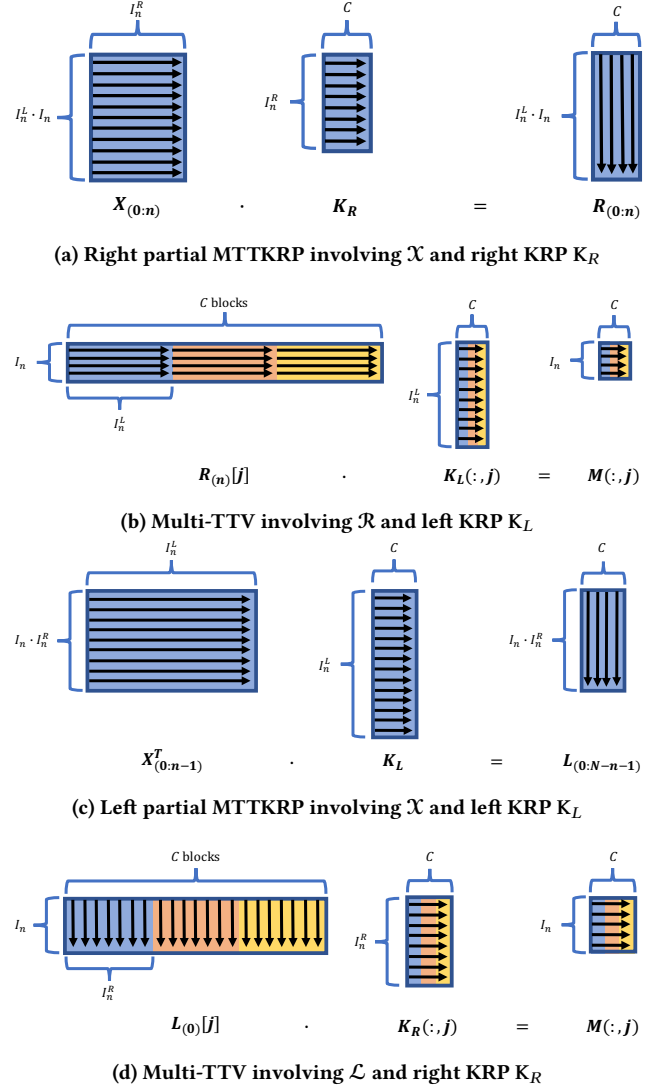 I_n^R C C
I_n^L · I_n I_n^R I_n^L · I_n
X_(0:n) · K_R = R_(0:n)
(a) Right partial MTTKRP involving 𝒳 and right KRP K_R
C blocks C C
I_n I_n^L I_n
I_n^L
R_(n)[j] · K_L(:,j) = M(:,j)
(b) Multi-TTV involving ℛ and left KRP K_L
I_n^L C C
I_n · I_n^R I_n^L I_n · I_n^R
X_(0:n−1)^T · K_L = L_(0:N−n−1)
(c) Left partial MTTKRP involving 𝒳 and left KRP K_L
C blocks C C
I_n I_n^R I_n
I_n^R
L_(0)[j] · K_R(:,j) = M(:,j)
(d) Multi-TTV involving ℒ and right KRP K_R